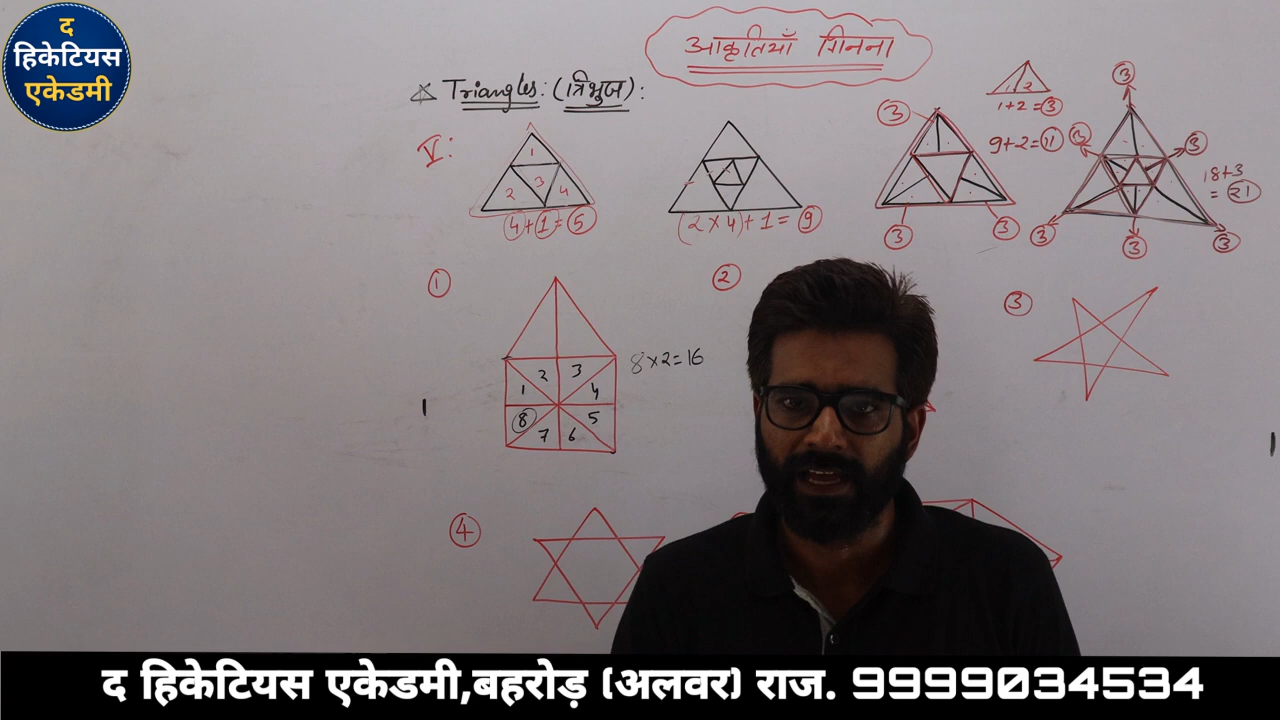 द
हिकेटियस
एकेडमी
आकृतियाँ गिनना
☆ Triangles: (त्रिभुज) :
V:
1
2 3 4
4+1=5
(2 x 4)+1=9
3
3
3
1 2
1+2=3
9+2=11
3
3
3
3
3
3
18+3
=21
1
2 3
1 4
8 5
7 6
8x2=16
2
3
4
द हिकेटियस एकेडमी,बहरोड़ (अलवर) राज. 9999034534